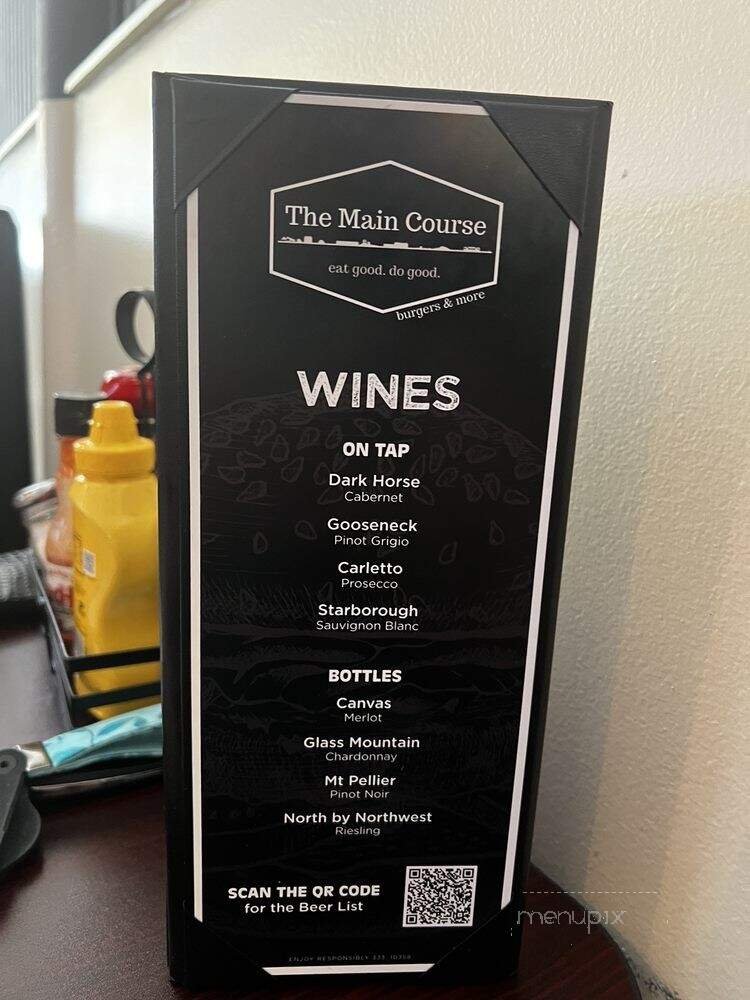 The Main Course
eat good. do good.
burgers & more
WINES
ON TAP
Dark Horse
Cabernet
Gooseneck
Pinot Grigio
Carletto
Prosecco
Starborough
Sauvignon Blanc
BOTTLES
Canvas
Merlot
Glass Mountain
Chardonnay
Mt Pellier
Pinot Noir
North by Northwest
Riesling
SCAN THE QR CODE
for the Beer List
ENJOY RESPONSIBLY
menupix